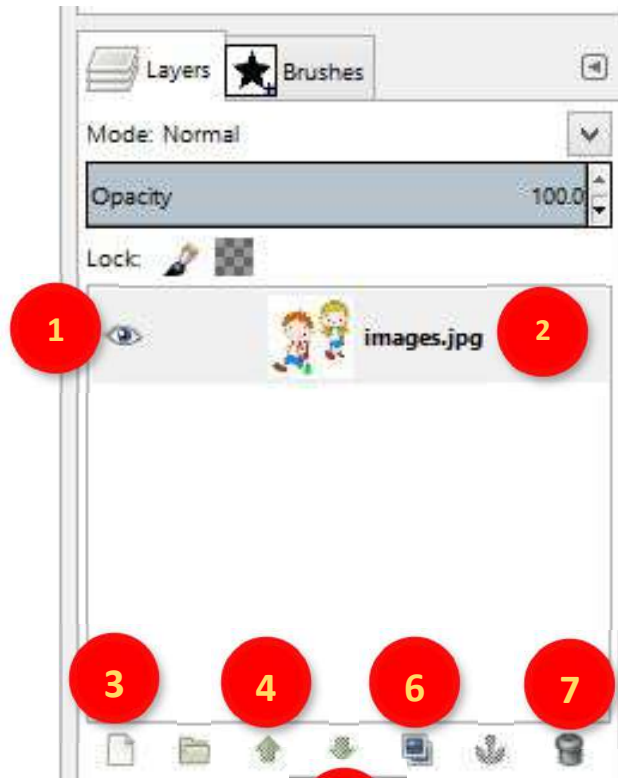 Layers Brushes
Mode: Normal
Opacity 100.0
Lock:
1 images.jpg 2
3 4 6 7